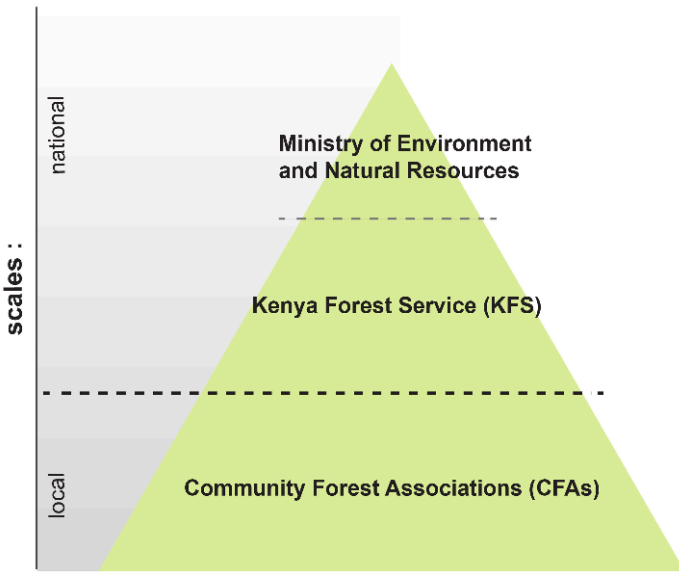 scales :
national
local
Ministry of Environment
and Natural Resources
Kenya Forest Service (KFS)
Community Forest Associations (CFAs)